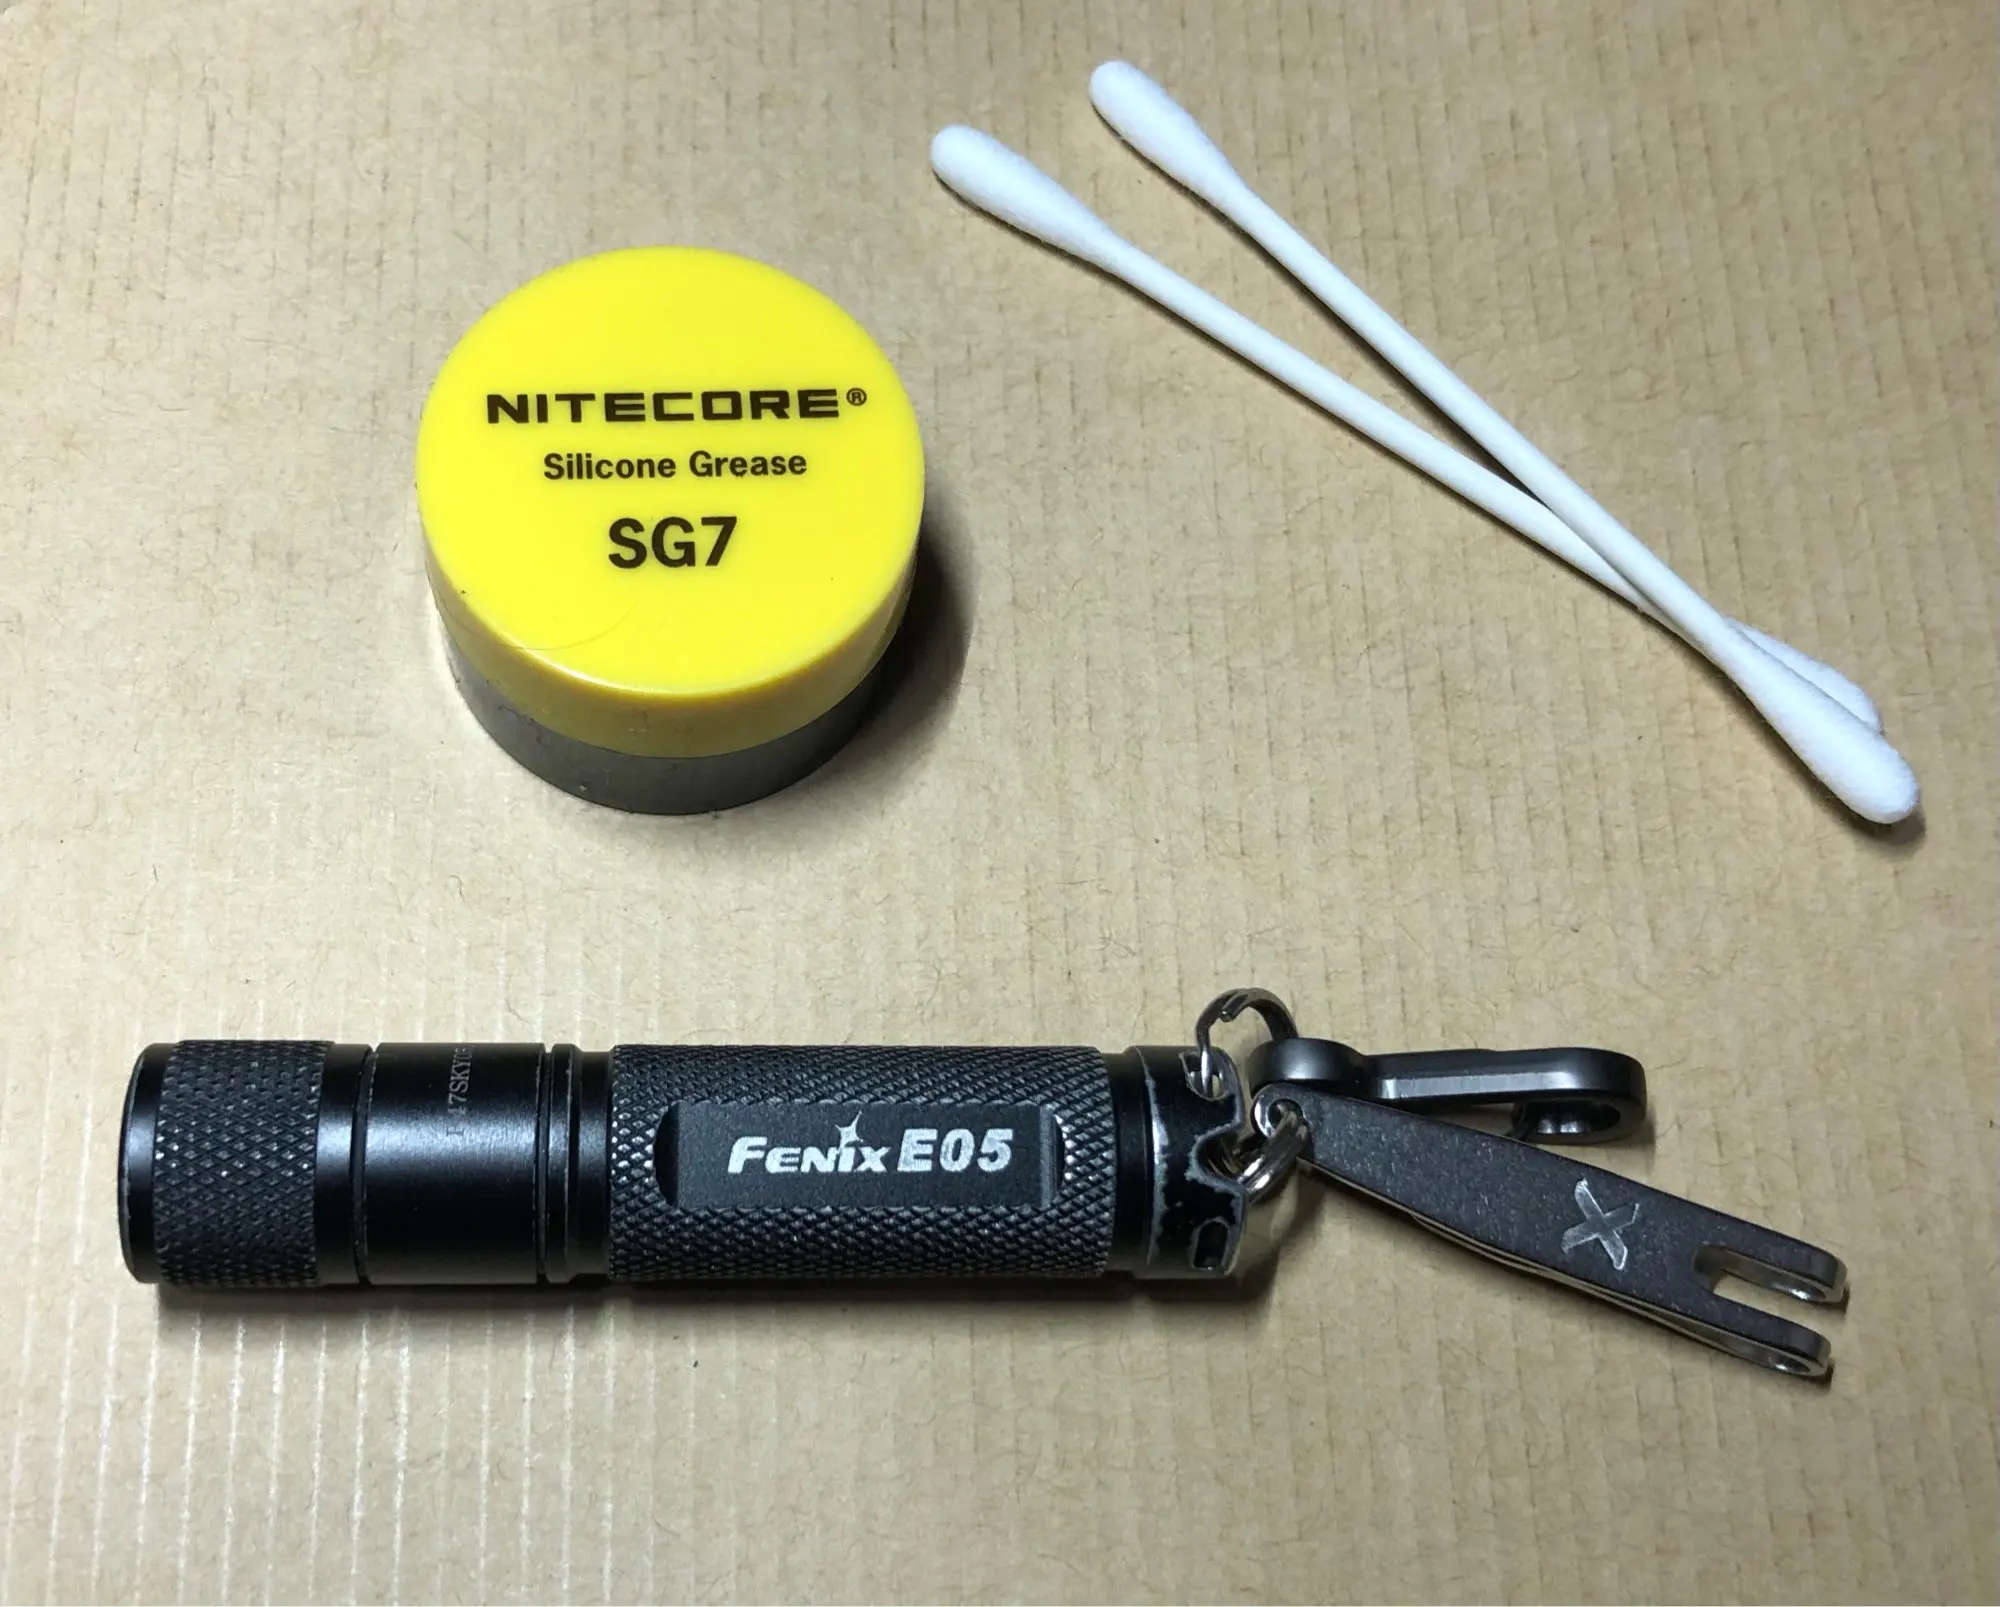 NITECORE®
Silicone Grease
SG7
FENIX E05
X